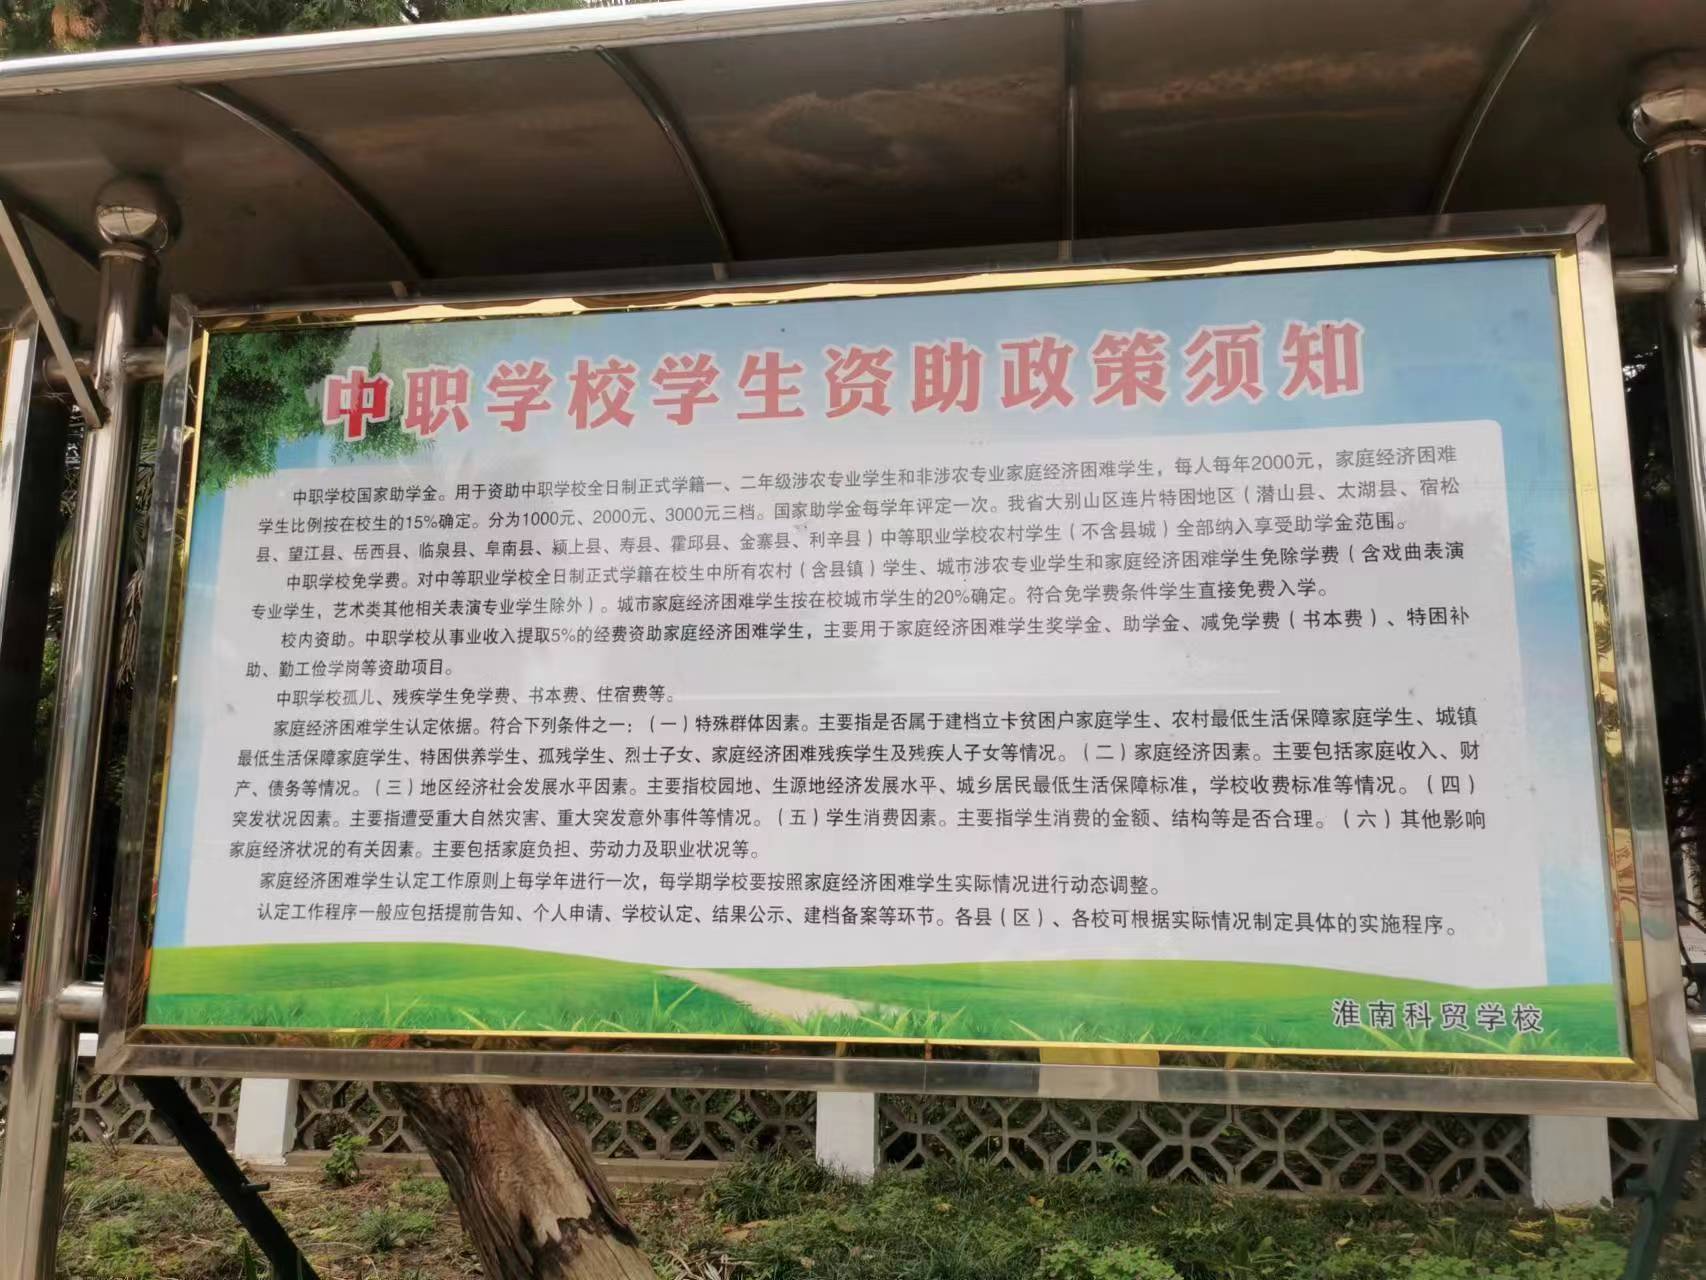 中职学校学生资助政策须知
中职学校国家助学金。用于资助中职学校全日制正式学籍一、二年级涉农专业学生和非涉农专业家庭经济困难学生，每人每年2000元，家庭经济困难
学生比例按在校生的15%确定。分为1000元、2000元、3000元三档。国家助学金每学年评定一次。我省大别山区连片特困地区（潜山县、太湖县、宿松
县、望江县、岳西县、临泉县、阜南县、颍上县、寿县、霍邱县、金寨县、利辛县）中等职业学校农村学生（不含县城）全部纳入享受助学金范围。
中职学校免学费。对中等职业学校全日制正式学籍在校生中所有农村（含县镇）学生、城市涉农专业学生和家庭经济困难学生免除学费（含戏曲表演
专业学生，艺术类其他相关表演专业学生除外）。城市家庭经济困难学生按在校城市学生的20%确定。符合免学费条件学生直接免费入学。
校内资助。中职学校从事业收入提取5%的经费资助家庭经济困难学生，主要用于家庭经济困难学生奖学金、助学金、减免学费（书本费）、特困补
助、勤工俭学岗等资助项目。
中职学校孤儿、残疾学生免学费、书本费、住宿费等。
家庭经济困难学生认定依据。符合下列条件之一：（一）特殊群体因素。主要指是否属于建档立卡贫困户家庭学生、农村最低生活保障家庭学生、城镇
最低生活保障家庭学生、特困供养学生、孤残学生、烈士子女、家庭经济困难残疾学生及残疾人子女等情况。（二）家庭经济因素。主要包括家庭收入、财
产、债务等情况。（三）地区经济社会发展水平因素。主要指校园地、生源地经济发展水平、城乡居民最低生活保障标准，学校收费标准等情况。（四）
突发状况因素。主要指遭受重大自然灾害、重大突发意外事件等情况。（五）学生消费因素。主要指学生消费的金额、结构等是否合理。（六）其他影响
家庭经济状况的有关因素。主要包括家庭负担、劳动力及职业状况等。
家庭经济困难学生认定工作原则上每学年进行一次，每学期学校要按照家庭经济困难学生实际情况进行动态调整。
认定工作程序一般应包括提前告知、个人申请、学校认定、结果公示、建档备案等环节。各县（区）、各校可根据实际情况制定具体的实施程序。
淮南科贸学校